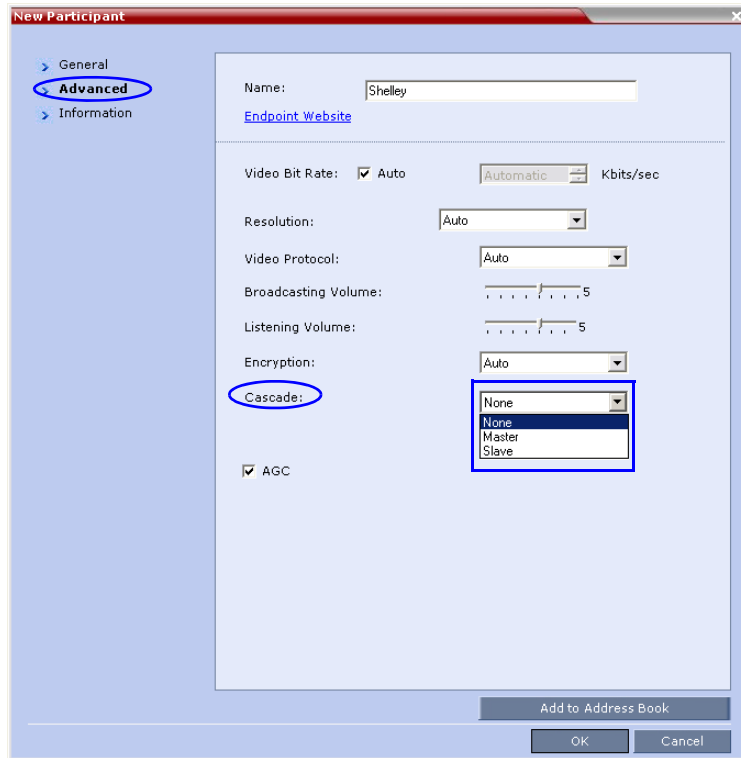 New Participant
General
Advanced
Information
Name: Shelley
Endpoint Website
Video Bit Rate: Auto Automatic Kbits/sec
Resolution: Auto
Video Protocol: Auto
Broadcasting Volume: 5
Listening Volume: 5
Encryption: Auto
Cascade: None
None
Master
Slave
AGC
Add to Address Book
OK Cancel